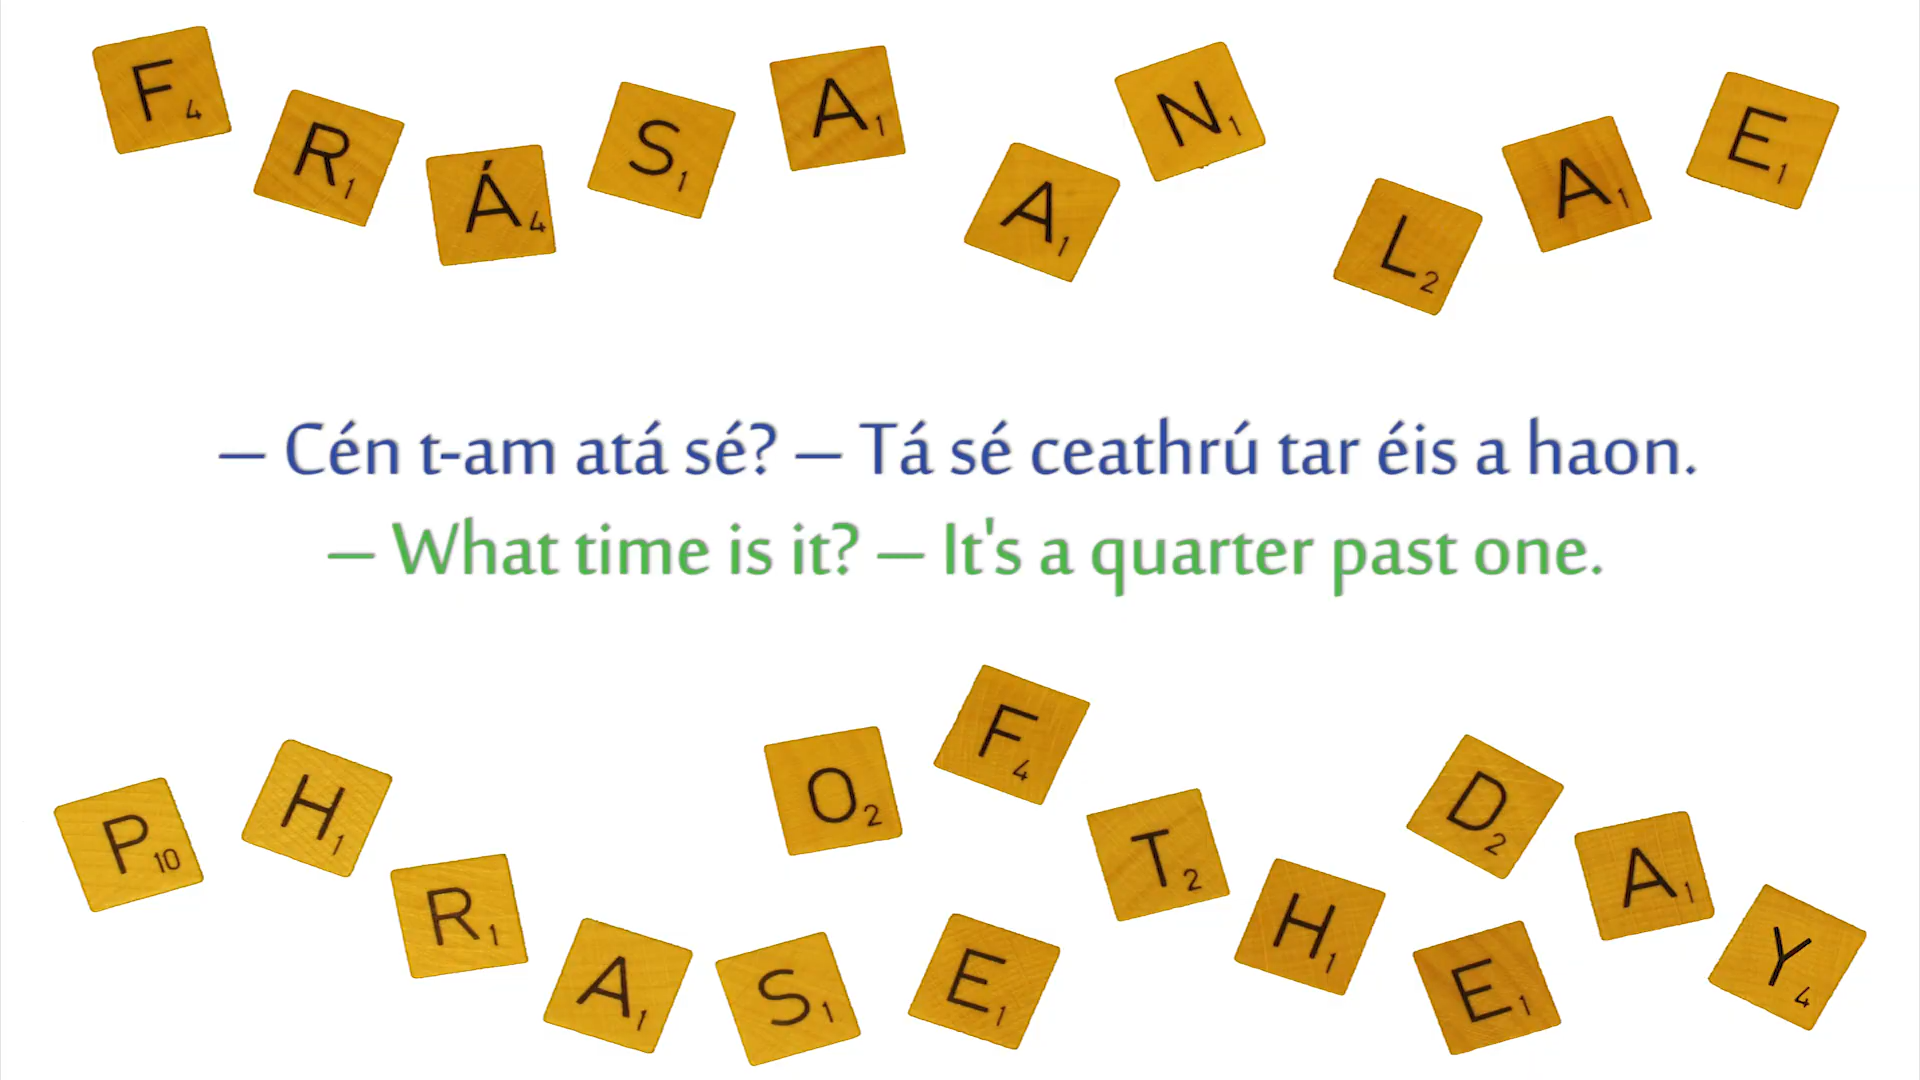 FRÁSA AN LAE
— Cén t-am atá sé? — Tá sé ceathrú tar éis a haon.
— What time is it? — It's a quarter past one.
PHRASE OF THE DAY